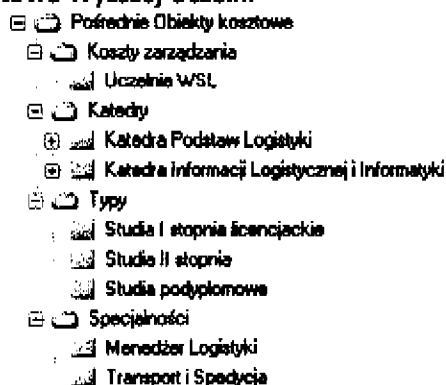 Pośrednie Obiekty kosztowe
Koszty zarządzania
Uczelnie WSL
Katedry
Katedra Podstaw Logistyki
Katedra Informacji Logistycznej i Informatyki
Typy
Studia I stopnia licencjackie
Studia II stopnia
Studia podyplomowe
Specjalności
Menedżer Logistyki
Transport i Spedycja